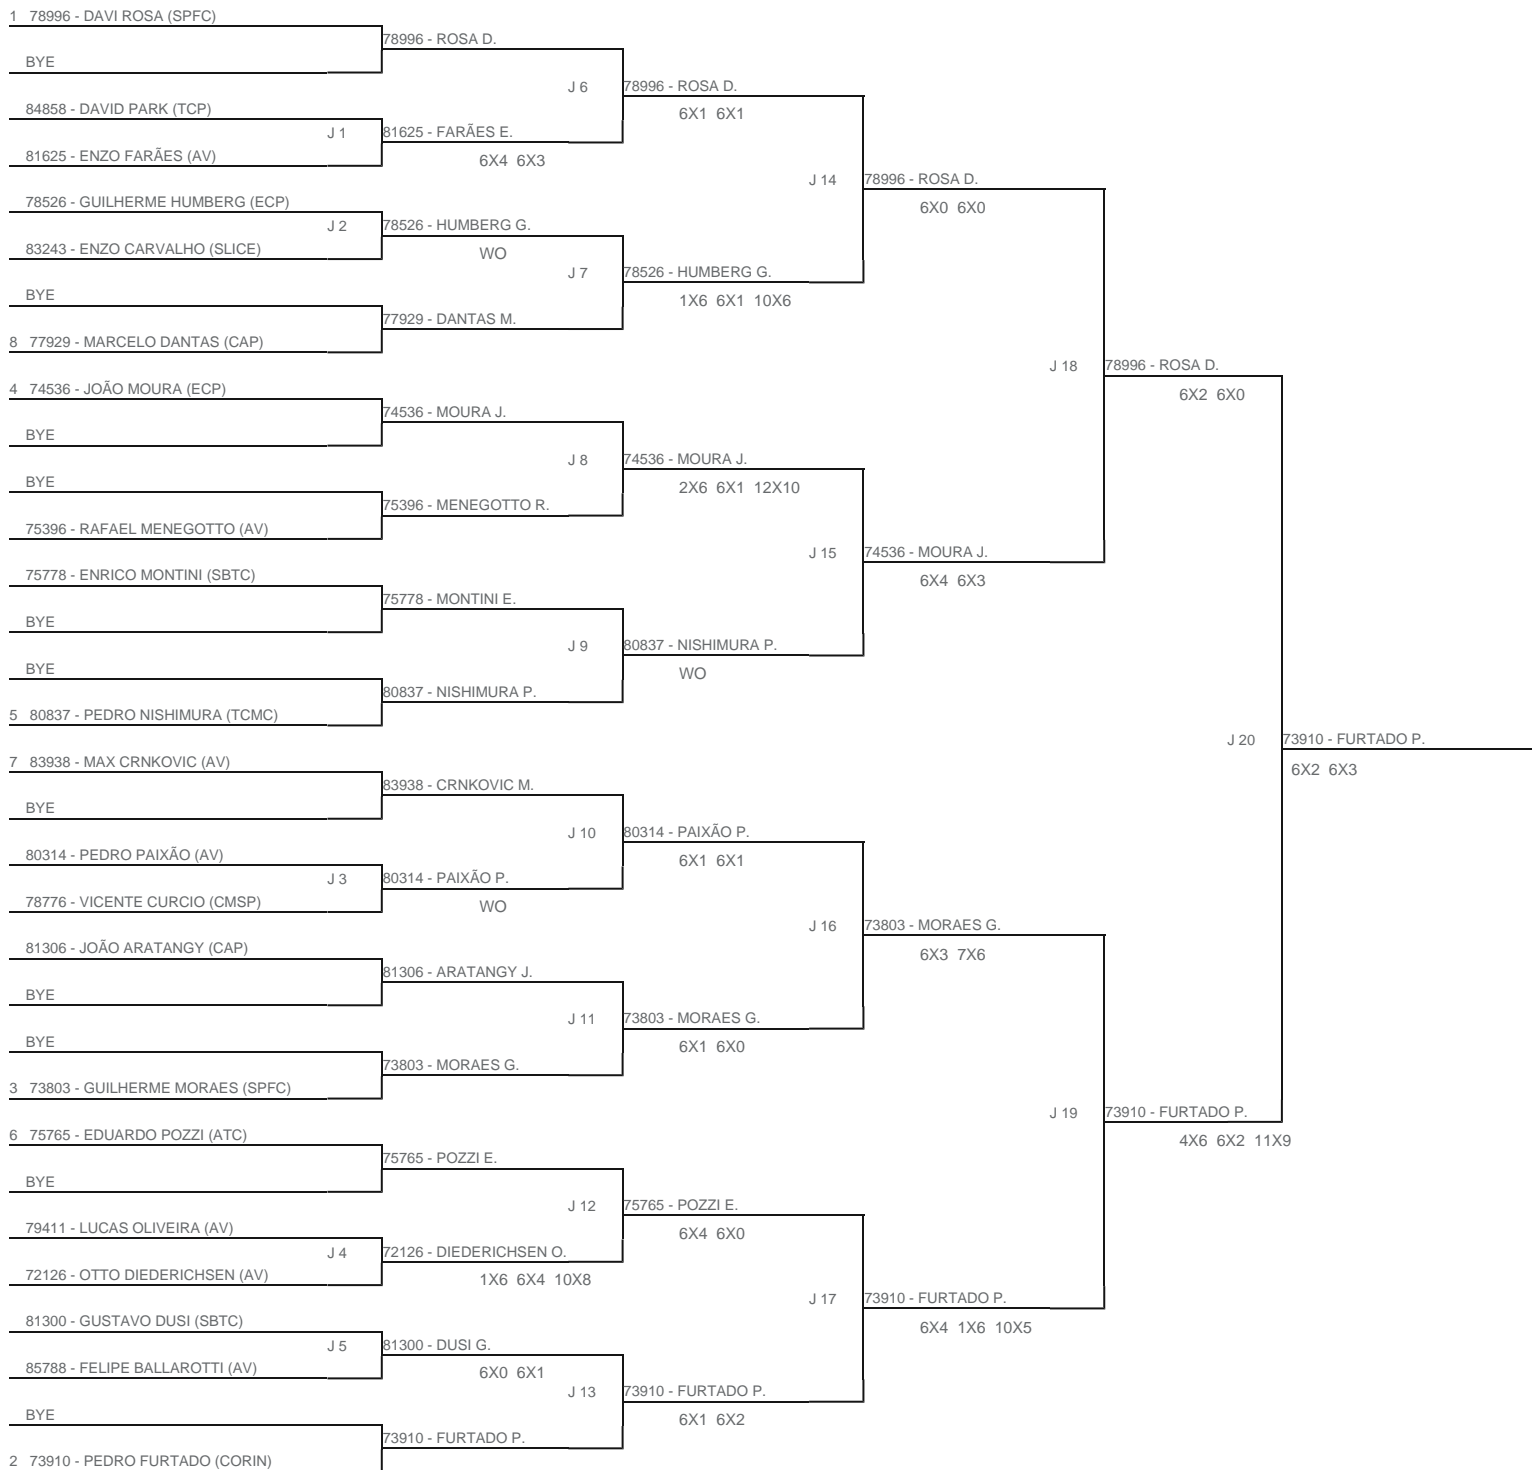 1 78996 - DAVI ROSA (SPFC)
78996 - ROSA D.
BYE
J 6
78996 - ROSA D.
6X1 6X1
84858 - DAVID PARK (TCP)
J 1
81625 - FARÃES E.
6X4 6X3
81625 - ENZO FARÃES (AV)
J 14
78996 - ROSA D.
6X0 6X0
78526 - GUILHERME HUMBERG (ECP)
J 2
78526 - HUMBERG G.
WO
83243 - ENZO CARVALHO (SLICE)
J 7
78526 - HUMBERG G.
1X6 6X1 10X6
BYE
77929 - DANTAS M.
8 77929 - MARCELO DANTAS (CAP)
J 18
78996 - ROSA D.
6X2 6X0
4 74536 - JOÃO MOURA (ECP)
74536 - MOURA J.
BYE
J 8
74536 - MOURA J.
2X6 6X1 12X10
BYE
75396 - MENEGOTTO R.
75396 - RAFAEL MENEGOTTO (AV)
J 15
74536 - MOURA J.
6X4 6X3
75778 - ENRICO MONTINI (SBTC)
75778 - MONTINI E.
BYE
J 9
80837 - NISHIMURA P.
WO
BYE
80837 - NISHIMURA P.
5 80837 - PEDRO NISHIMURA (TCMC)
J 20
73910 - FURTADO P.
6X2 6X3
7 83938 - MAX CRNKOVIC (AV)
83938 - CRNKOVIC M.
BYE
J 10
80314 - PAIXÃO P.
6X1 6X1
80314 - PEDRO PAIXÃO (AV)
J 3
80314 - PAIXÃO P.
WO
78776 - VICENTE CURCIO (CMSP)
J 16
73803 - MORAES G.
6X3 7X6
81306 - JOÃO ARATANGY (CAP)
81306 - ARATANGY J.
BYE
J 11
73803 - MORAES G.
6X1 6X0
BYE
73803 - MORAES G.
3 73803 - GUILHERME MORAES (SPFC)
J 19
73910 - FURTADO P.
4X6 6X2 11X9
6 75765 - EDUARDO POZZI (ATC)
75765 - POZZI E.
BYE
J 12
75765 - POZZI E.
6X4 6X0
79411 - LUCAS OLIVEIRA (AV)
J 4
72126 - DIEDERICHSEN O.
1X6 6X4 10X8
72126 - OTTO DIEDERICHSEN (AV)
J 17
73910 - FURTADO P.
6X4 1X6 10X5
81300 - GUSTAVO DUSI (SBTC)
J 5
81300 - DUSI G.
6X0 6X1
85788 - FELIPE BALLAROTTI (AV)
J 13
73910 - FURTADO P.
6X1 6X2
BYE
73910 - FURTADO P.
2 73910 - PEDRO FURTADO (CORIN)